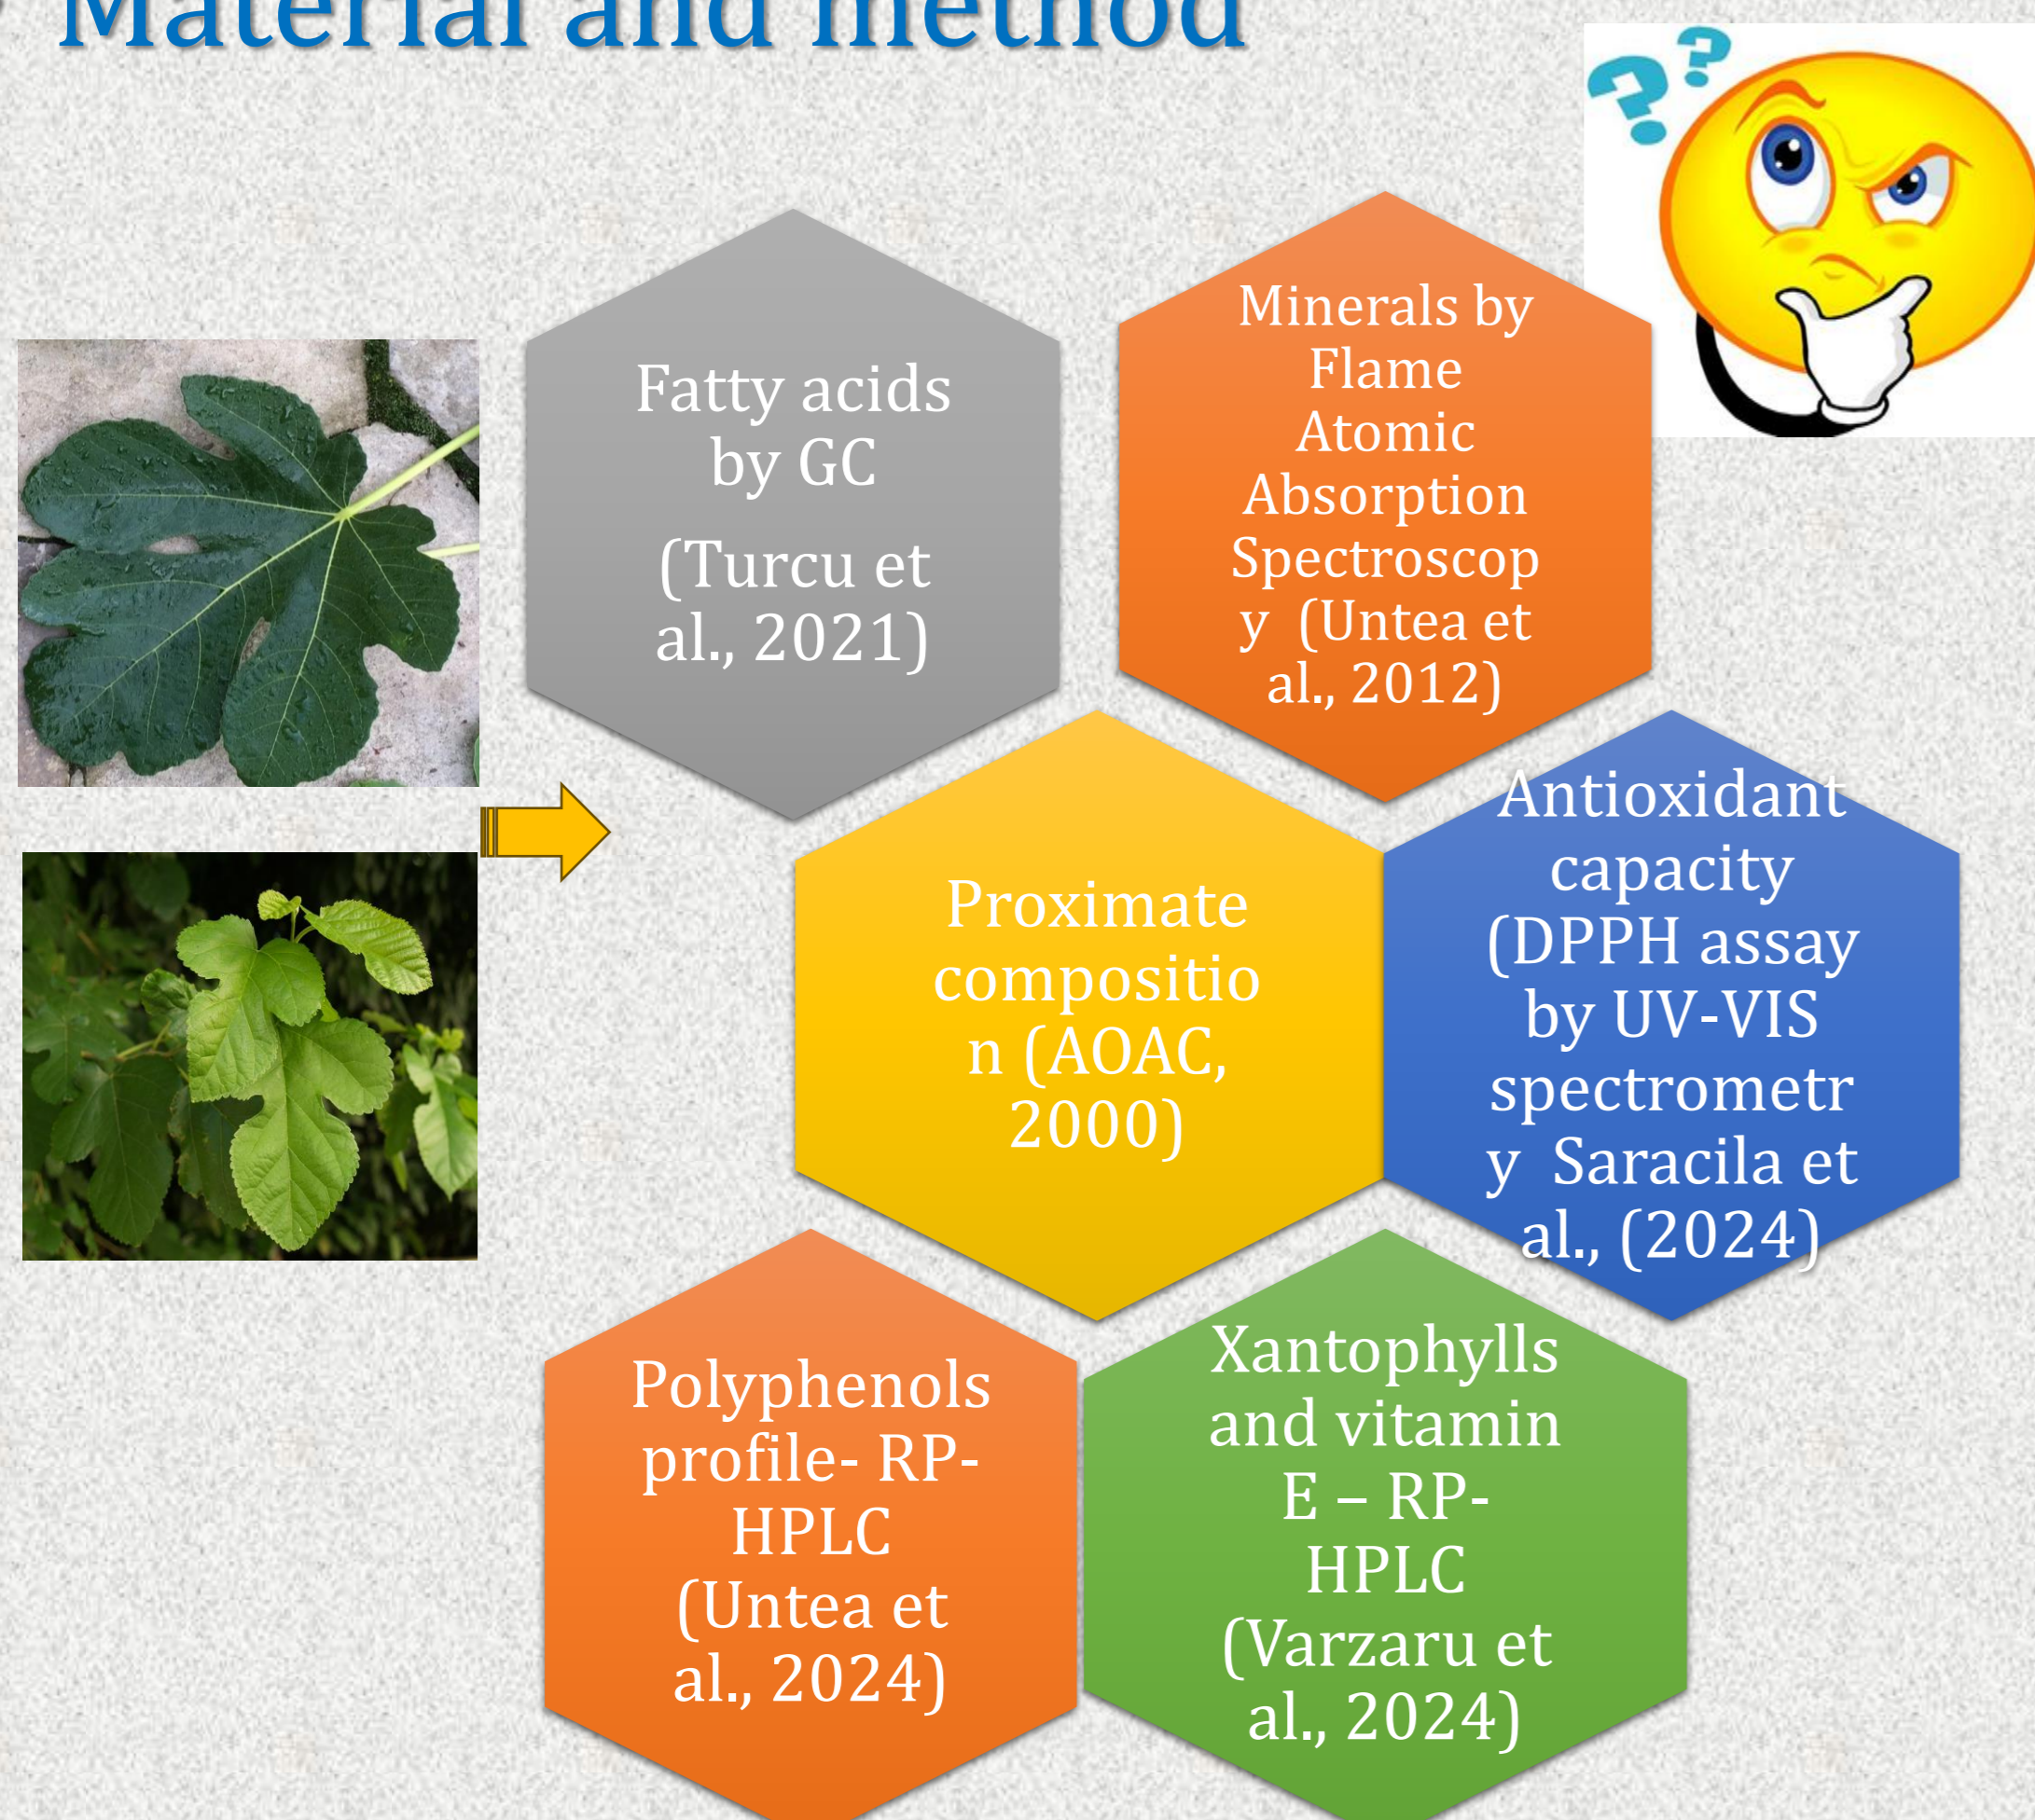 Material and method
? ?
Fatty acids
by GC
(Turcu et
al., 2021)
Minerals by
Flame
Atomic
Absorption
Spectroscop
y (Untea et
al., 2012)
Proximate
compositio
n (AOAC,
2000)
Antioxidant
capacity
(DPPH assay
by UV-VIS
spectrometr
y Saracila et
al., (2024)
Polyphenols
profile- RP-
HPLC
(Untea et
al., 2024)
Xantophylls
and vitamin
E – RP-
HPLC
(Varzaru et
al., 2024)